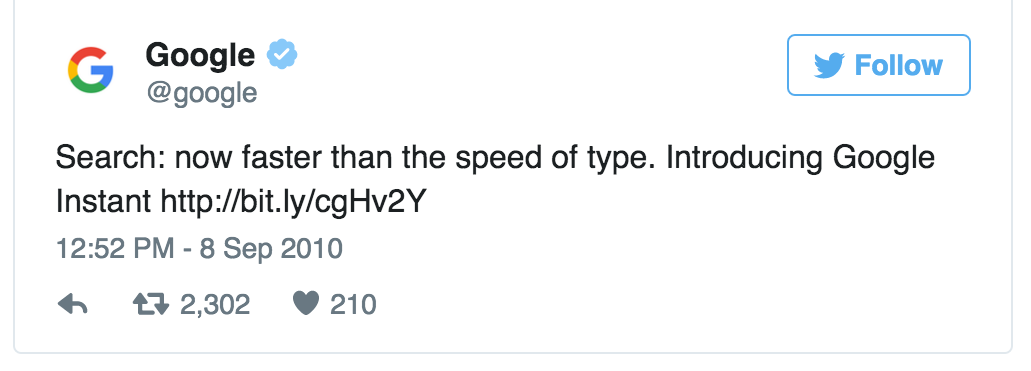 Google
@google
Follow
Search: now faster than the speed of type. Introducing Google
Instant http://bit.ly/cgHv2Y
12:52 PM - 8 Sep 2010
2,302 210